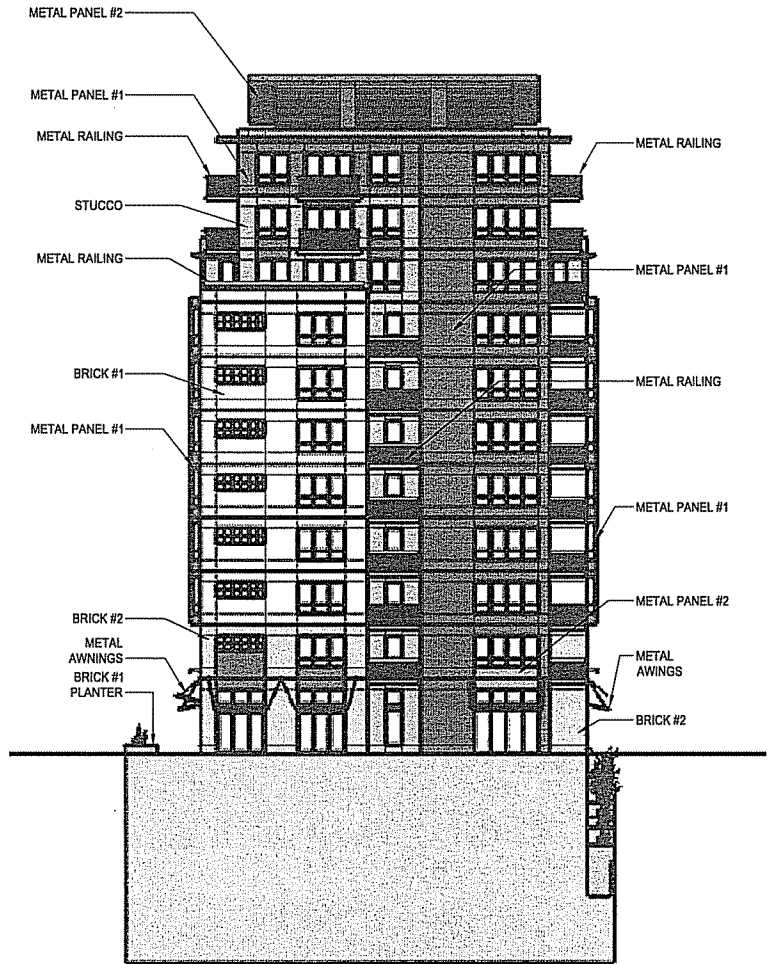 METAL PANEL #2
METAL PANEL #1
METAL RAILING
STUCCO
METAL RAILING
BRICK #1
METAL PANEL #1
BRICK #2
METAL
AWNINGS
BRICK #1
PLANTER
METAL RAILING
METAL PANEL #1
METAL RAILING
METAL PANEL #1
METAL PANEL #2
METAL
AWINGS
BRICK #2